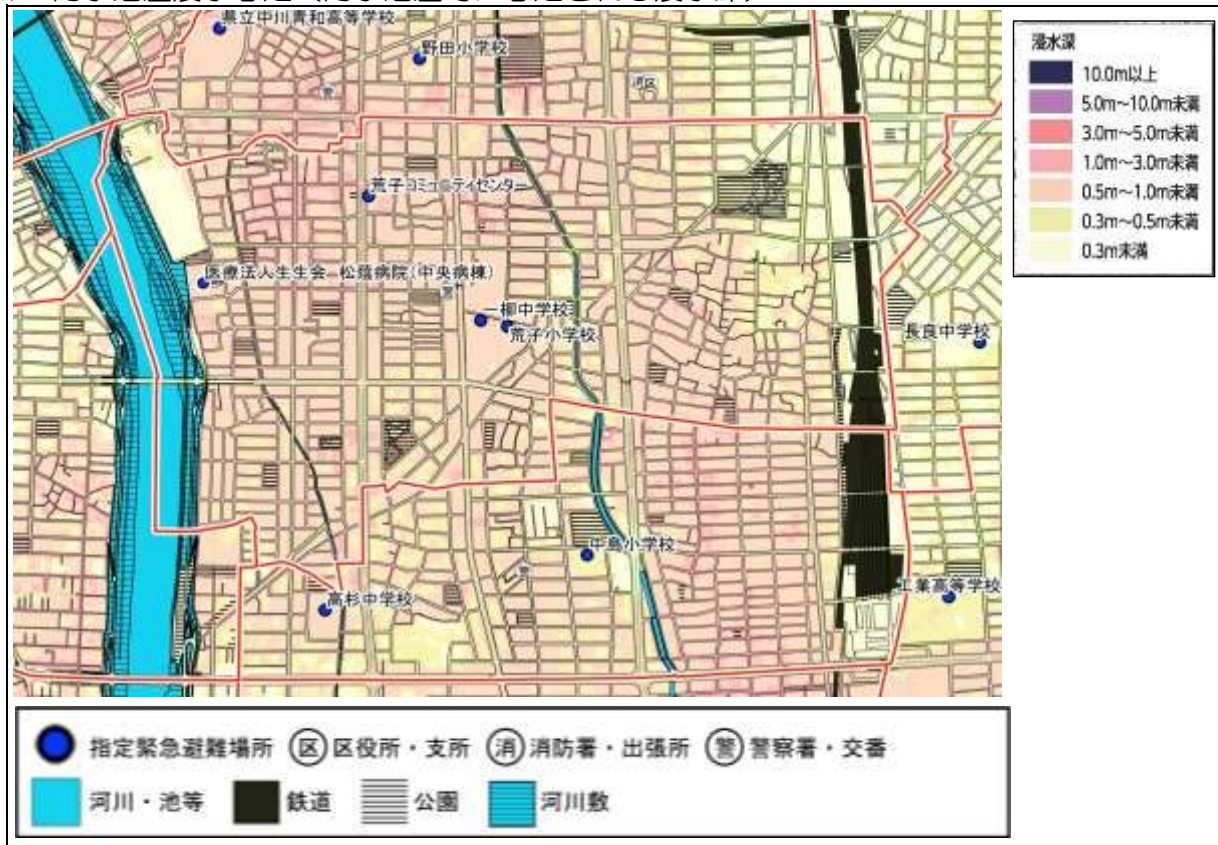 県立中川青和高等学校
野田小学校
警
消区
荒子コミュニティセンター
医療法人生生会 松蔭病院(中央病棟)
警
一柳中学校
荒子小学校
長良中学校
中島小学校
警
高杉中学校
工業高等学校
浸水深
10.0m以上
5.0m～10.0m未満
3.0m～5.0m未満
1.0m～3.0m未満
0.5m～1.0m未満
0.3m～0.5m未満
0.3m未満
指定緊急避難場所 区 区役所・支所 消 消防署・出張所 警 警察署・交番
河川・池等 鉄道 公園 河川敷